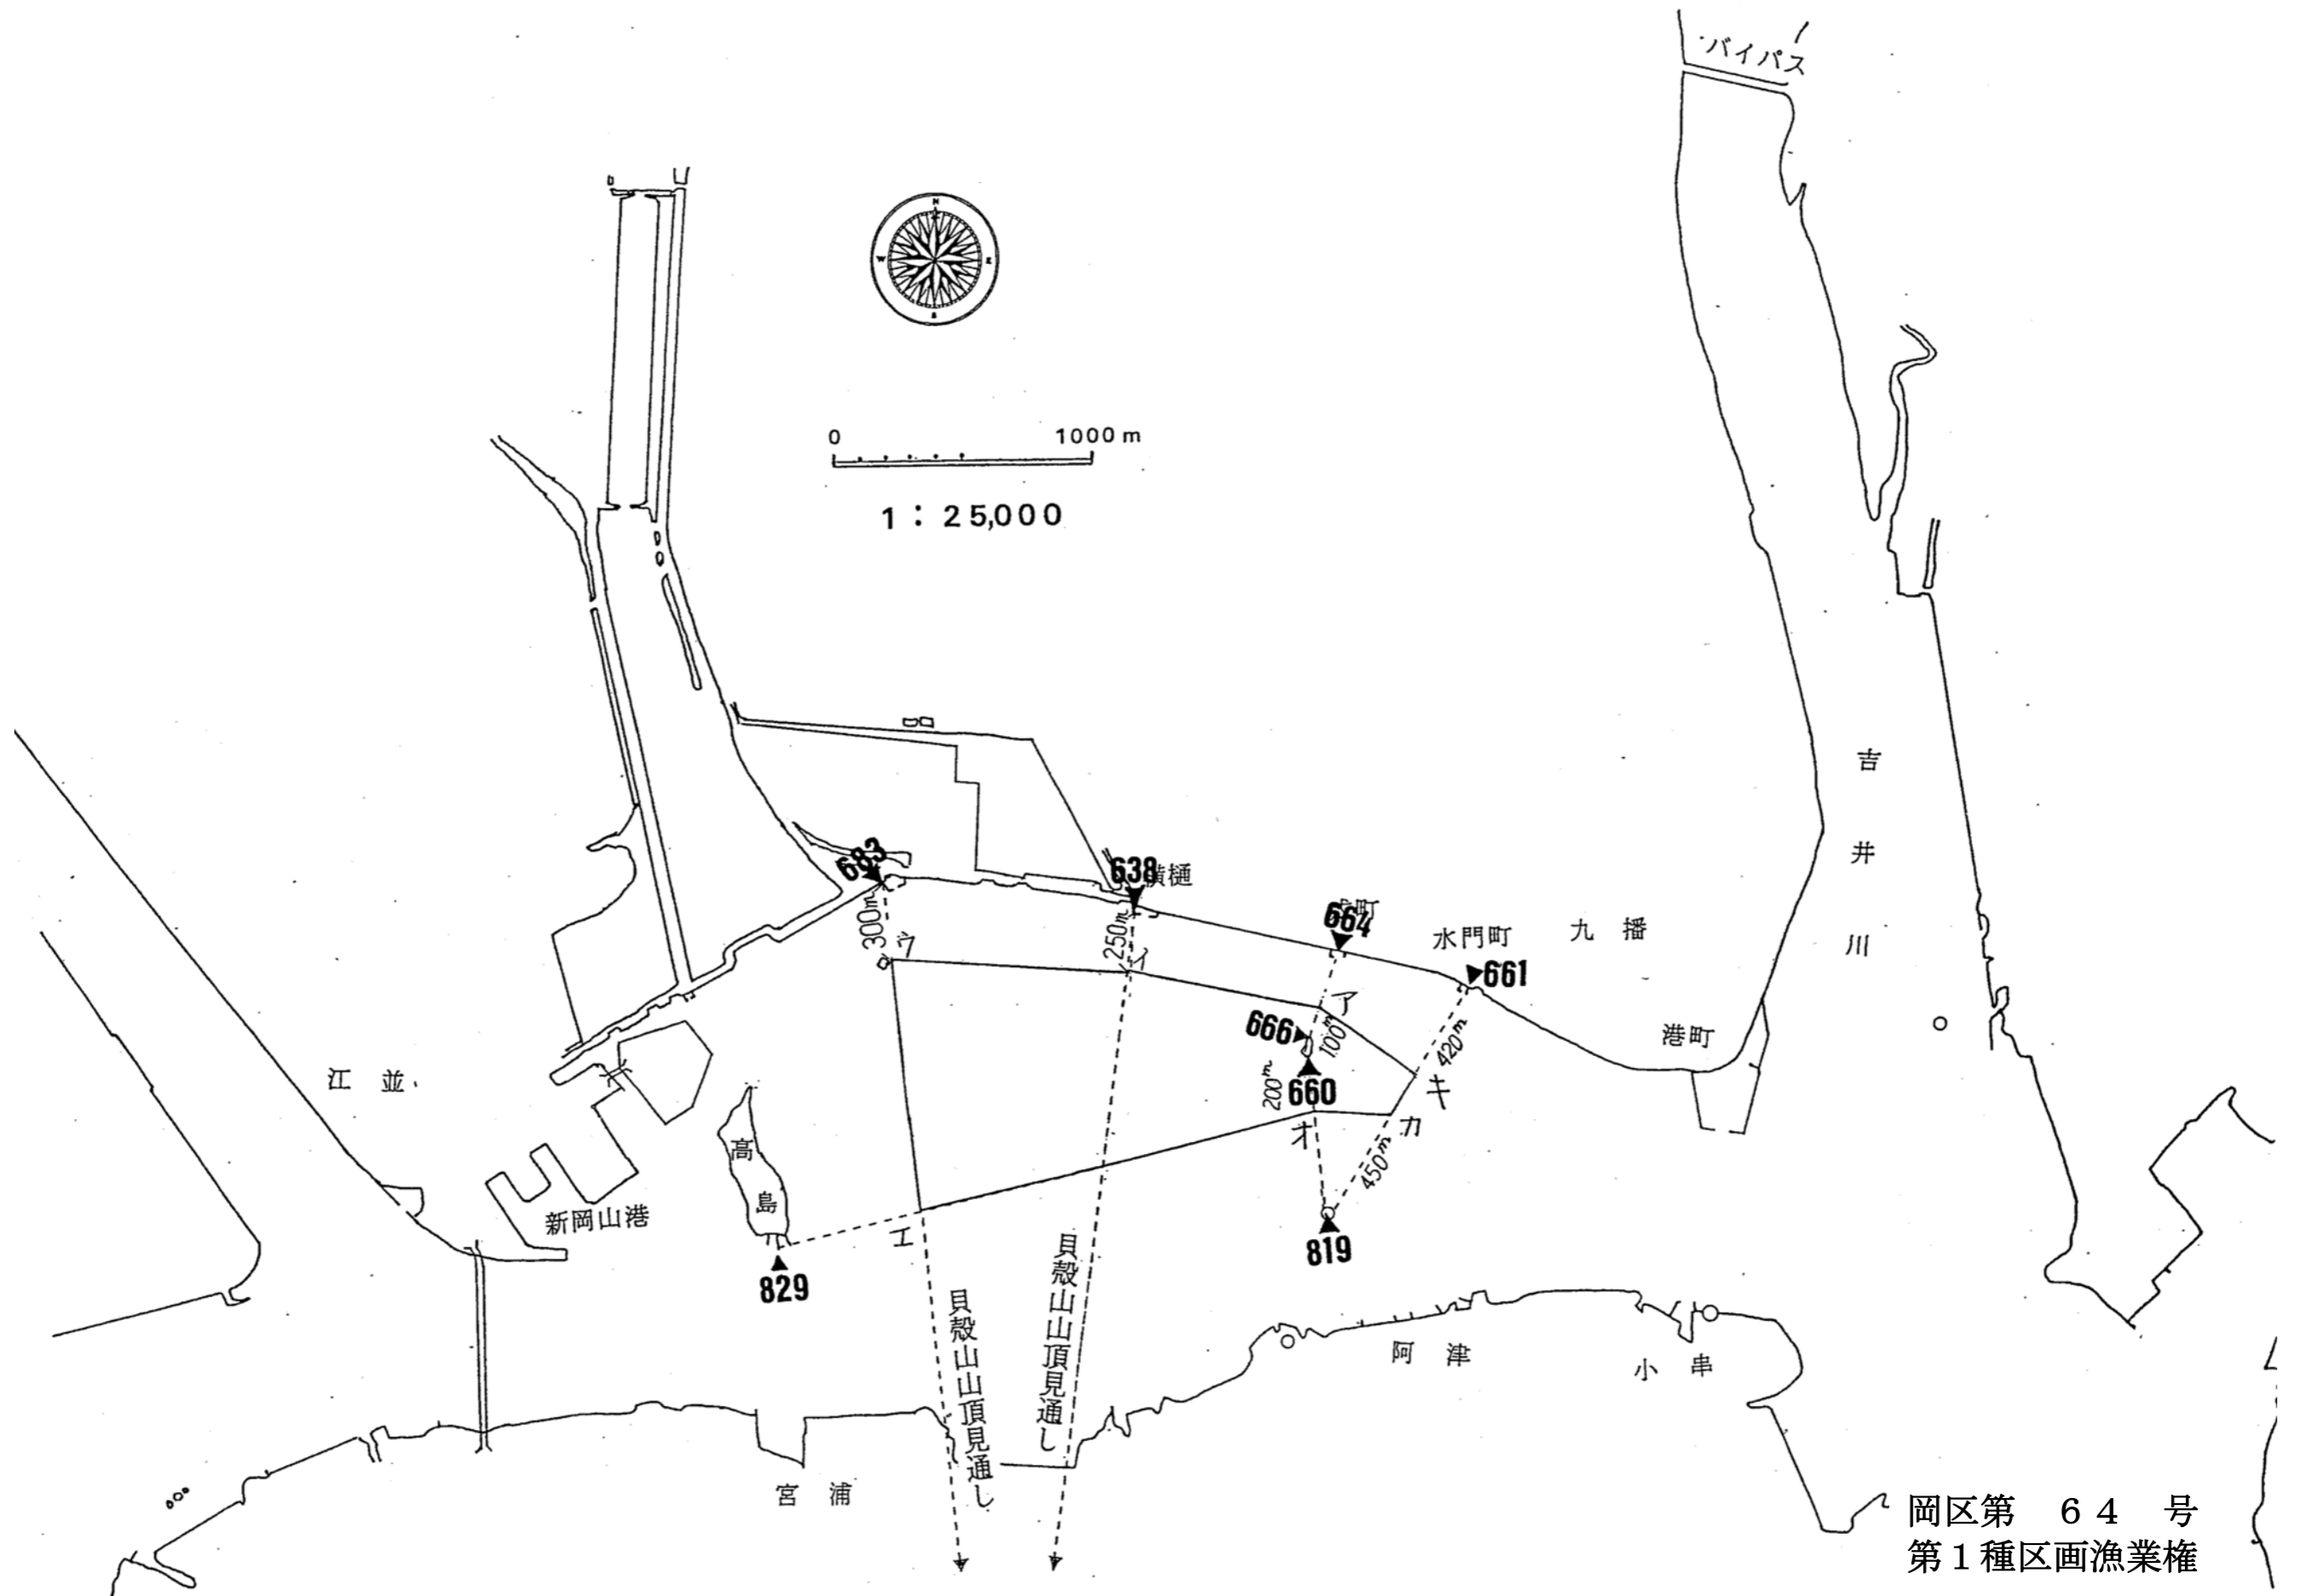 バイパス
N
W
E
S
0 1000 m
1 : 25,000
吉井川
683
638
横樋
664
町
水門町
九播
661
300m
ウ
250m
イ
ア
666
100m
420m
港町
660
200m
キ
オ
カ
450m
819
江並
高島
新岡山港
エ
829
貝殻山山頂見通し
貝殻山山頂見通し
阿津
小串
宮浦
岡区第 64 号
第1種区画漁業権